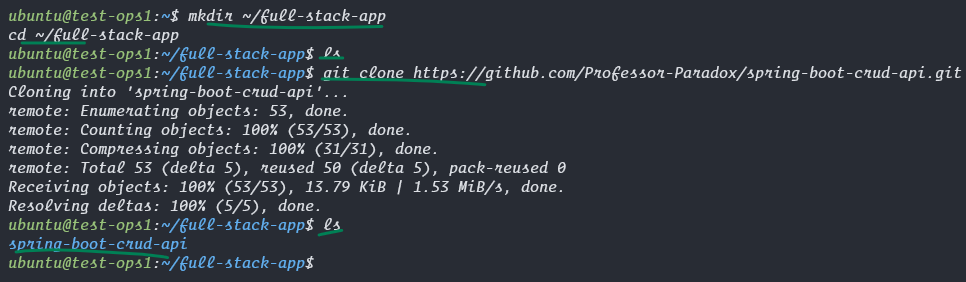 ubuntu@test-ops1:~$ mkdir ~/full-stack-app
cd ~/full-stack-app
ubuntu@test-ops1:~/full-stack-app$ ls
ubuntu@test-ops1:~/full-stack-app$ git clone https://github.com/Professor-Paradox/spring-boot-crud-api.git
Cloning into 'spring-boot-crud-api'...
remote: Enumerating objects: 53, done.
remote: Counting objects: 100% (53/53), done.
remote: Compressing objects: 100% (31/31), done.
remote: Total 53 (delta 5), reused 50 (delta 5), pack-reused 0
Receiving objects: 100% (53/53), 13.79 KiB | 1.53 MiB/s, done.
Resolving deltas: 100% (5/5), done.
ubuntu@test-ops1:~/full-stack-app$ ls
spring-boot-crud-api
ubuntu@test-ops1:~/full-stack-app$